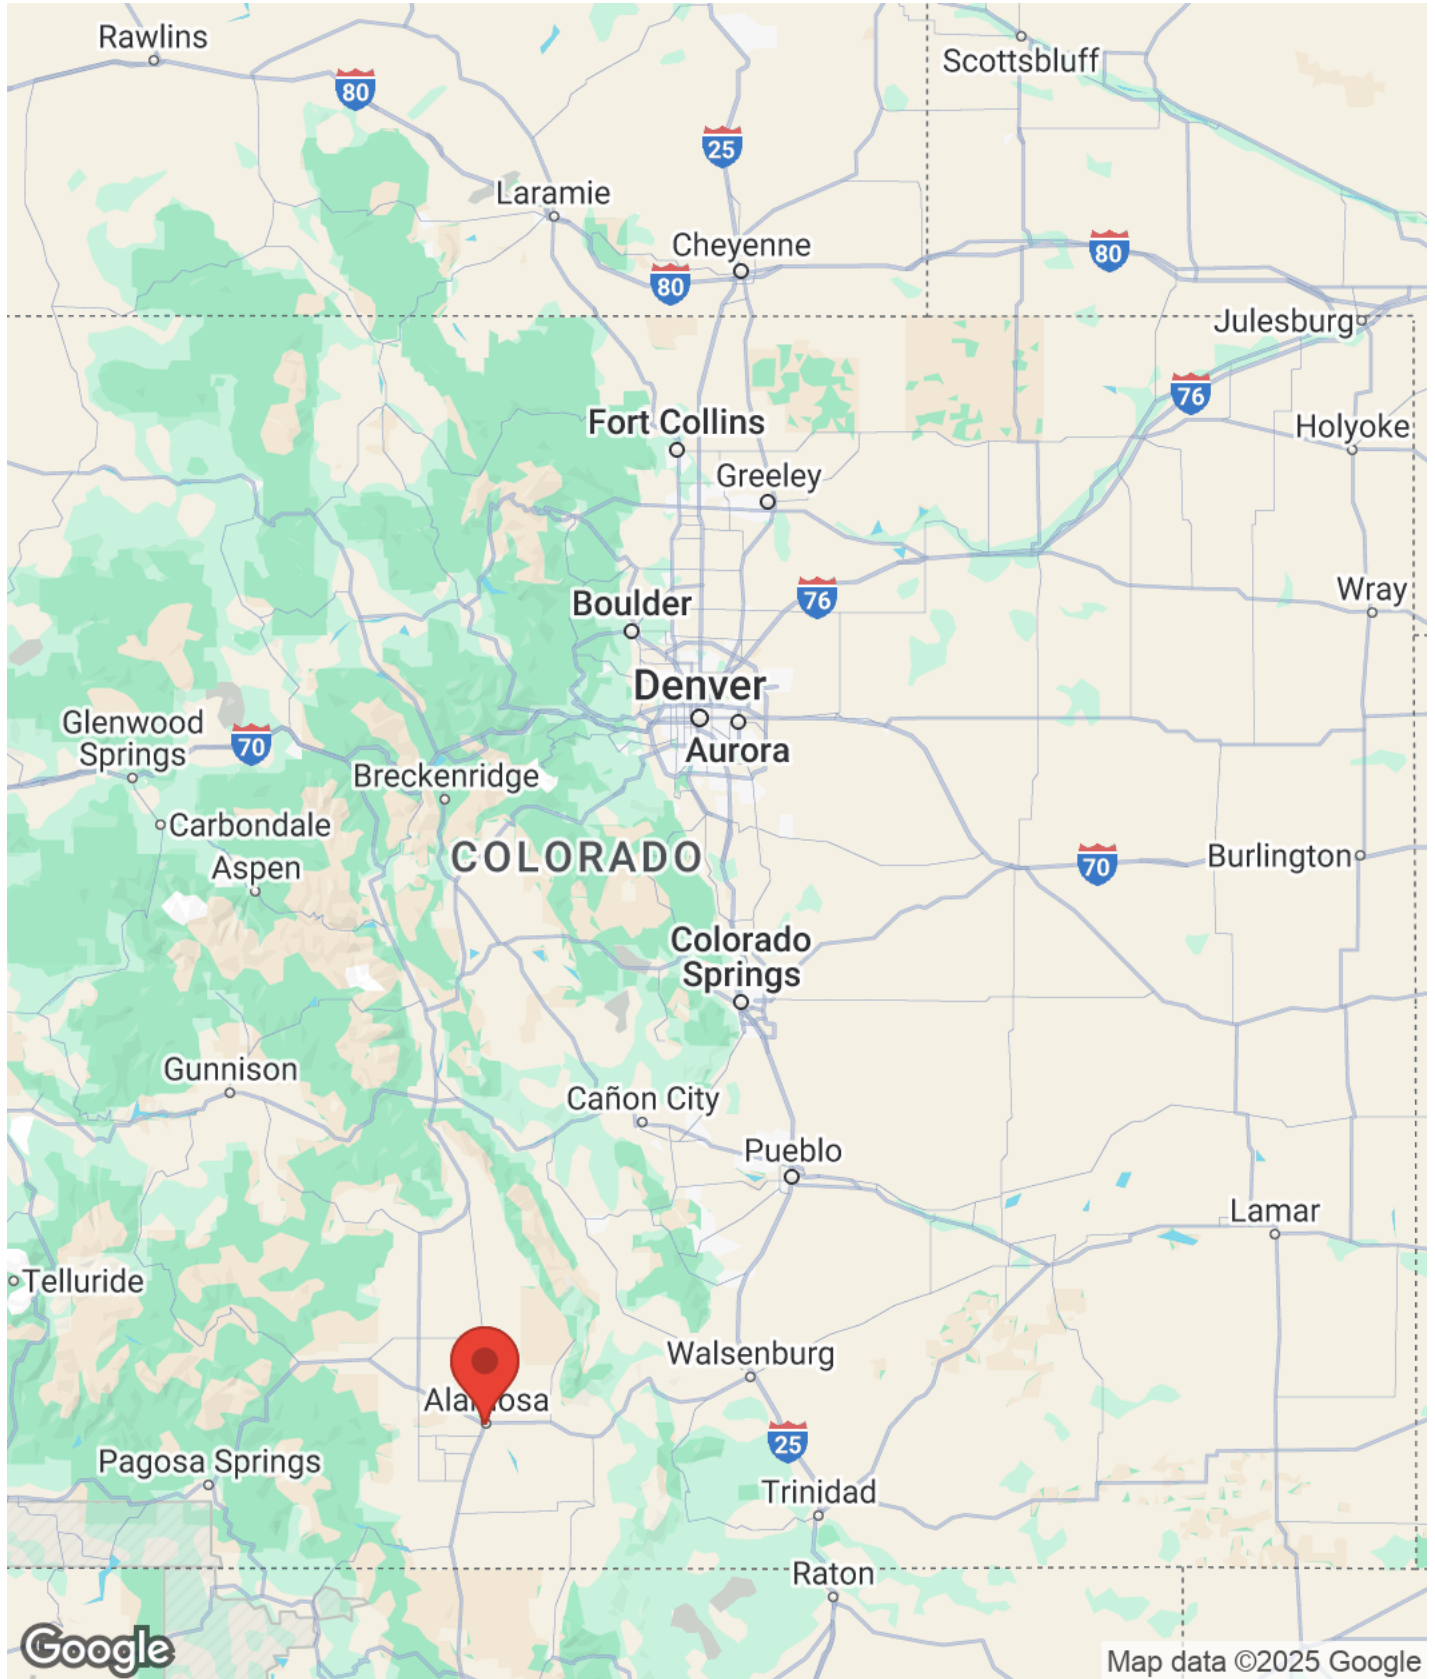 Rawlins
80
Scottsbluff
25
Laramie
Cheyenne
80
80
Julesburg
76
Fort Collins
Holyoke
Greeley
76
Wray
Boulder
Denver
Aurora
Glenwood
Springs
70
Breckenridge
Carbondale
Aspen
COLORADO
70
Burlington
Colorado
Springs
Gunnison
Cañon City
Pueblo
Lamar
Telluride
Walsenburg
Alamosa
25
Pagosa Springs
Trinidad
Raton
Google
Map data ©2025 Google